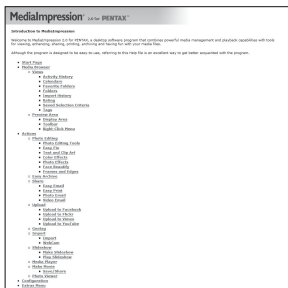 MediaImpression™ 2.0 for PENTAX™
Introduction to MediaImpression
Welcome to MediaImpression 2.0 for PENTAX, a desktop software program that combines powerful media management and playback capabilities with tools
for viewing, enhancing, sharing, printing, archiving and having fun with your media files.
Although the program is designed to be easy-to-use, referring to this Help file is an excellent way to get better acquainted with the program.
Start Page
Media Browser
Views
Activity History
Calendars
Favorite Folders
Folders
Import History
Rating
Saved Selection Criteria
Tags
Preview Area
Display Area
Toolbar
Right-Click Menu
Actions
Photo Editing
Photo Editing Tools
Easy Fix
Text and Clip Art
Color Effects
Photo Effects
Face Beautify
Frames and Edges
Easy Archive
Share
Easy Email
Easy Print
Photo Email
Video Email
Upload
Upload to Facebook
Upload to Flickr
Upload to Vimeo
Upload to YouTube
Import
Import
WebCam
Slideshow
Make Slideshow
Play Slideshow
Media Player
Make Movie
Save/Share
Photo Viewer
Configuration
Extras Menu